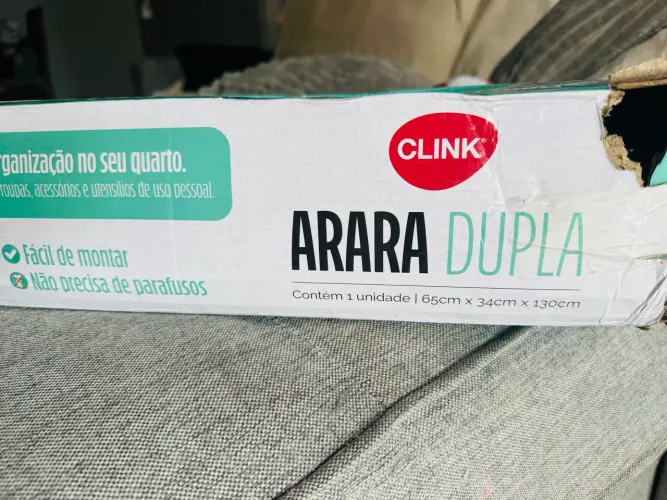 rganização no seu quarto.
roupas, acessórios e utensílios de uso pessoal.
Fácil de montar
Não precisa de parafusos
CLINK®
ARARA DUPLA
Contém 1 unidade | 65cm x 34cm x 130cm